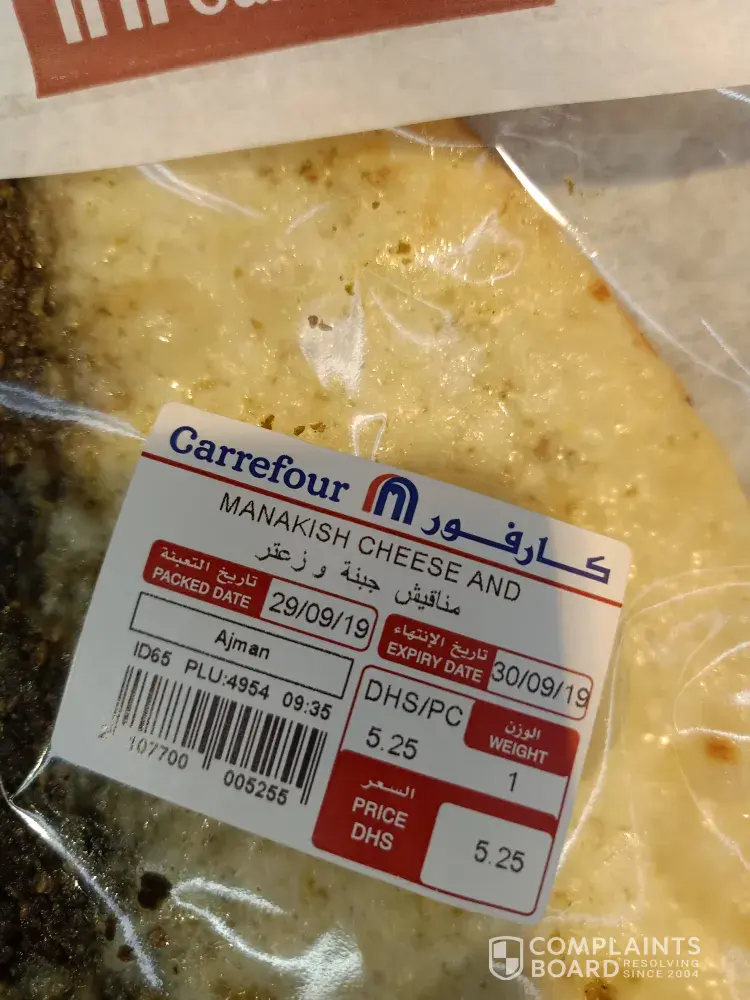 Carrefour كارفور
MANAKISH CHEESE AND
مناقيش جبنة و زعتر
تاريخ التعبئة
PACKED DATE 29/09/19
تاريخ الإنتهاء
EXPIRY DATE 30/09/19
Ajman
ID65 PLU:4954 09:35
107700 005255
DHS/PC
5.25
الوزن
WEIGHT
1
السعر
PRICE
DHS
5.25
COMPLAINTS
BOARD RESOLVING
SINCE 2004